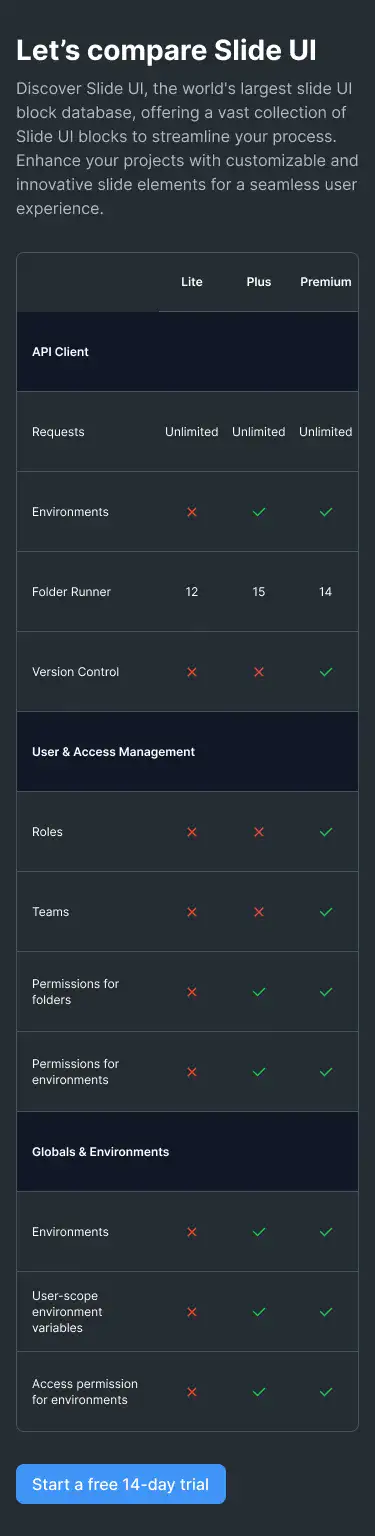 Let’s compare Slide UI
Discover Slide UI, the world's largest slide UI
block database, offering a vast collection of
Slide UI blocks to streamline your process.
Enhance your projects with customizable and
innovative slide elements for a seamless user
experience.
Lite Plus Premium
API Client
Requests Unlimited Unlimited Unlimited
Environments
Folder Runner 12 15 14
Version Control
User & Access Management
Roles
Teams
Permissions for
folders
Permissions for
environments
Globals & Environments
Environments
User-scope
environment
variables
Access permission
for environments
Start a free 14-day trial